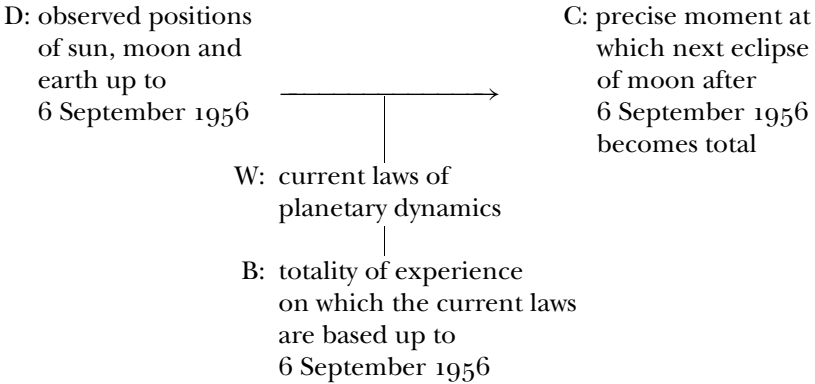 D: observed positions
of sun, moon and
earth up to
6 September 1956
C: precise moment at
which next eclipse
of moon after
6 September 1956
becomes total
W: current laws of
planetary dynamics
B: totality of experience
on which the current laws
are based up to
6 September 1956